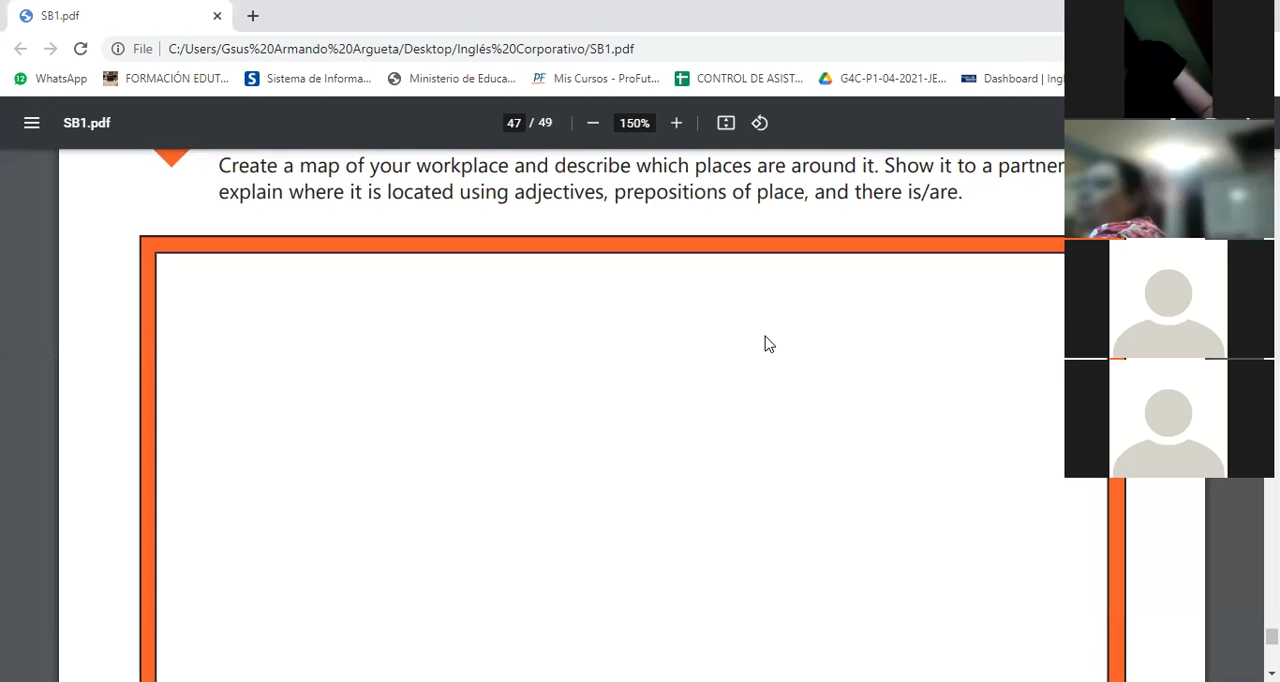 SB1.pdf
File C:/Users/Gsus%20Armando%20Argueta/Desktop/Inglés%20Corporativo/SB1.pdf
WhatsApp FORMACIÓN EDUT... Sistema de Informa... Ministerio de Educa... PF Mis Cursos - ProFut... CONTROL DE ASIST... G4C-P1-04-2021-JE... Dashboard | Ingl
SB1.pdf 47 / 49 — 150% +
Create a map of your workplace and describe which places are around it. Show it to a partner
explain where it is located using adjectives, prepositions of place, and there is/are.